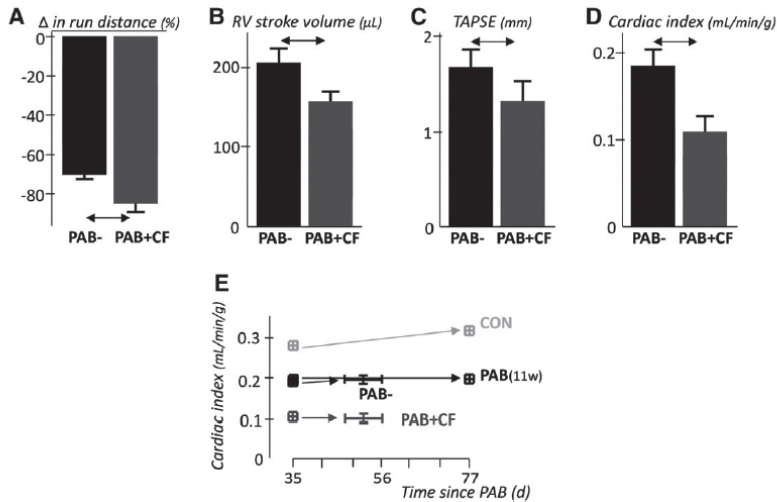 A Δ in run distance (%)
0
-20
-40
-60
-80
PAB- PAB+CF
B RV stroke volume (μL)
200
100
0
PAB- PAB+CF
C TAPSE (mm)
2
1
0
PAB- PAB+CF
D Cardiac index (mL/min/g)
0.2
0.1
0
PAB- PAB+CF
E
Cardiac index (mL/min/g)
0.3
0.2
0.1
0
CON
PAB(11w)
PAB-
PAB+CF
35 56 77
Time since PAB (d)